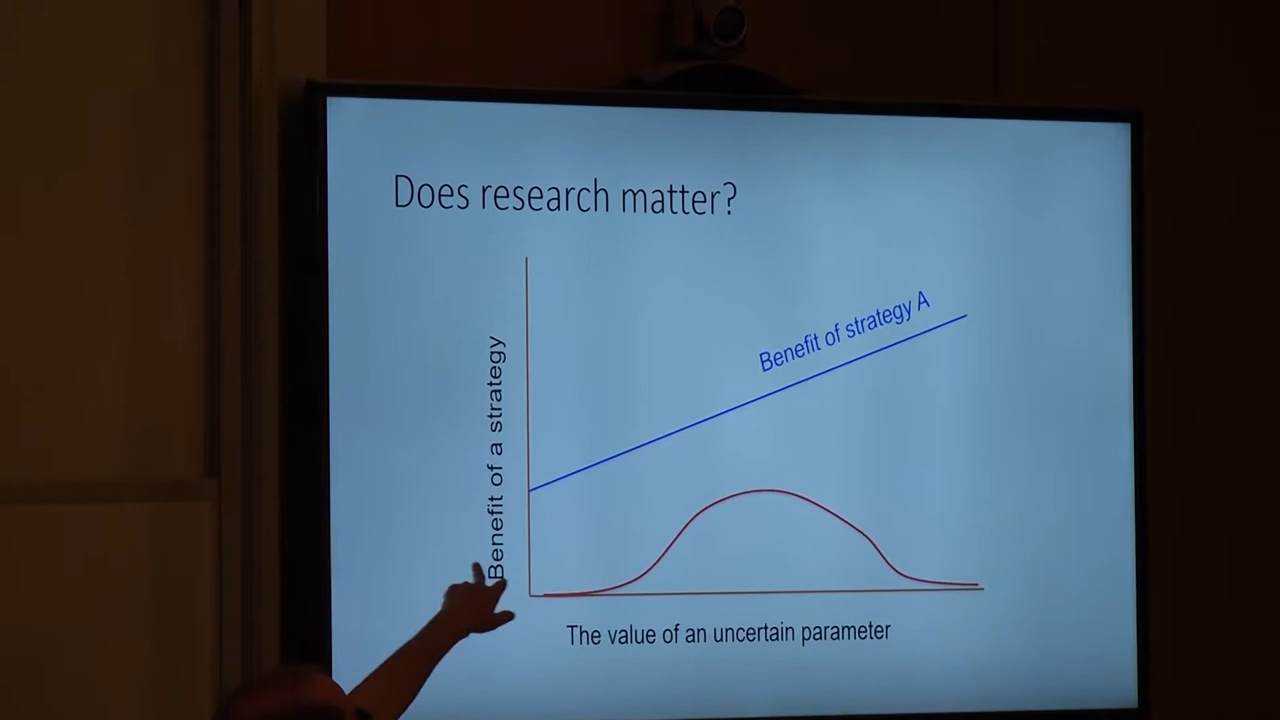 Does research matter?
Benefit of strategy A
Benefit of a strategy
The value of an uncertain parameter